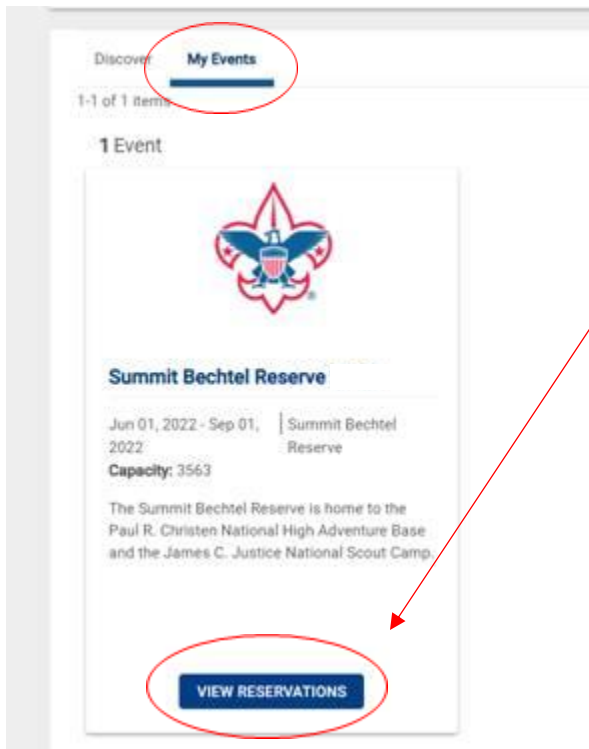 Discover My Events
1-1 of 1 items
1 Event
Summit Bechtel Reserve
Jun 01, 2022 - Sep 01, 2022
Summit Bechtel Reserve
Capacity: 3563
The Summit Bechtel Reserve is home to the
Paul R. Christen National High Adventure Base
and the James C. Justice National Scout Camp.
VIEW RESERVATIONS